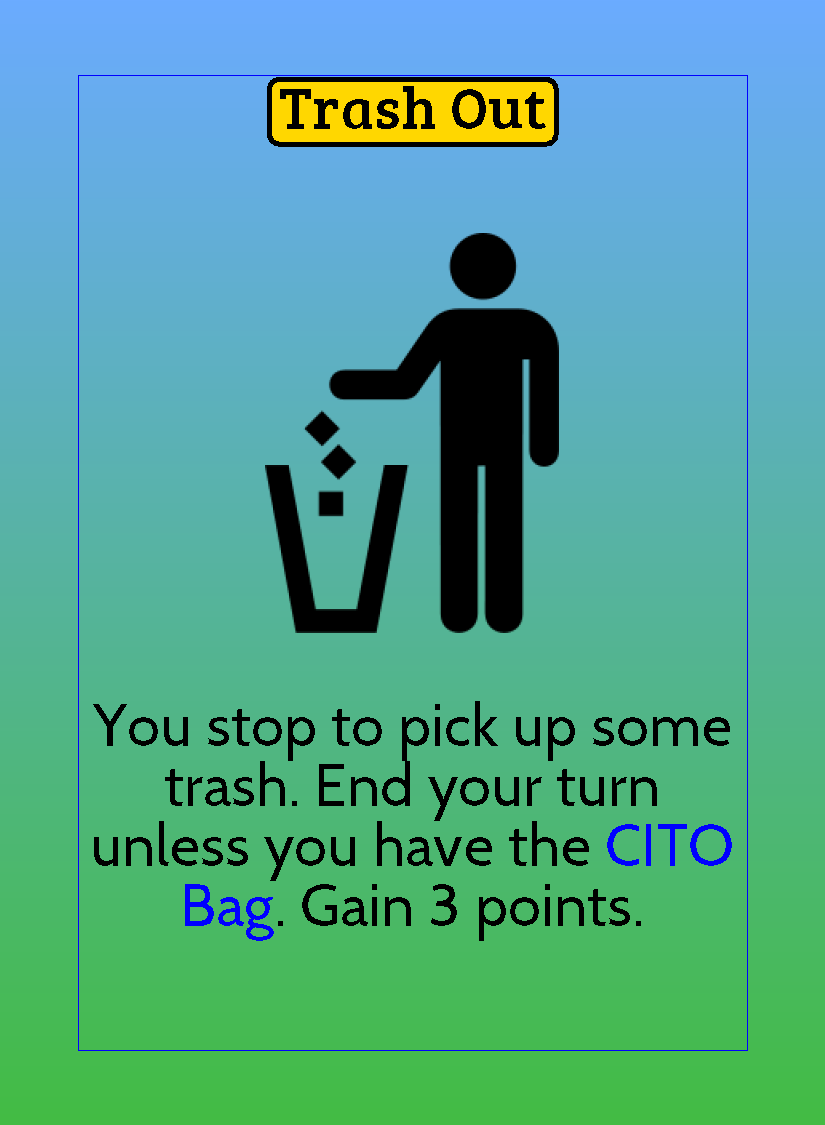 Trash Out
You stop to pick up some
trash. End your turn
unless you have the CITO
Bag. Gain 3 points.